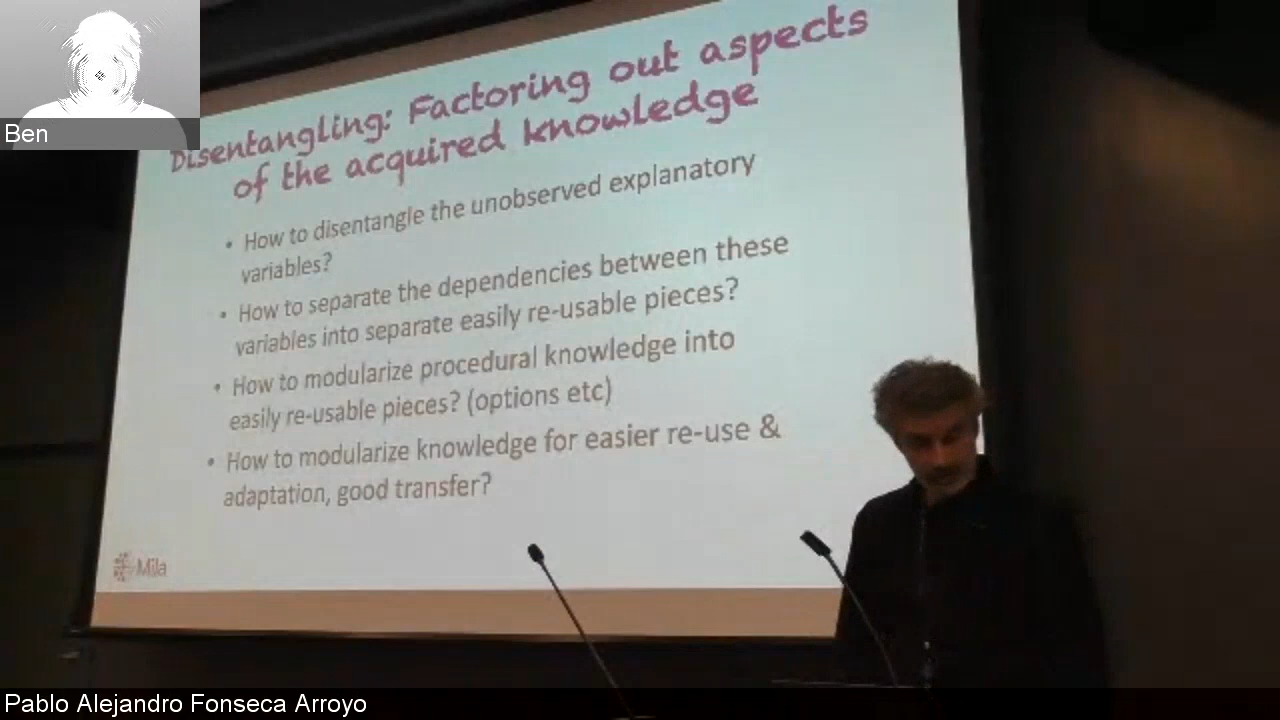 Ben
Disentangling: Factoring out aspects
of the acquired knowledge
• How to disentangle the unobserved explanatory
variables?
• How to separate the dependencies between these
variables into separate easily re-usable pieces?
• How to modularize procedural knowledge into
easily re-usable pieces? (options etc)
• How to modularize knowledge for easier re-use &
adaptation, good transfer?
Mila
Pablo Alejandro Fonseca Arroyo